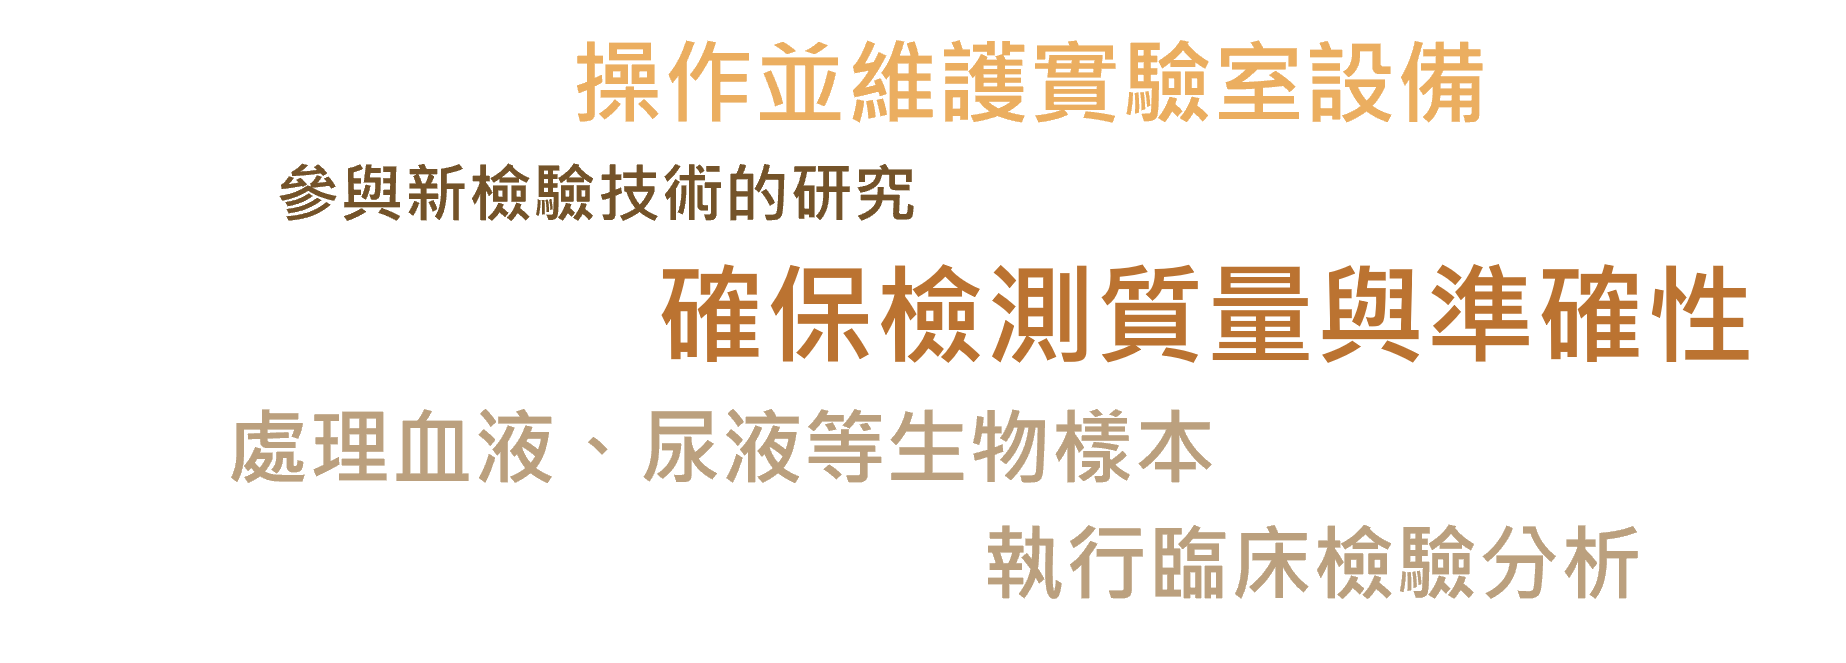 操作並維護實驗室設備
參與新檢驗技術的研究
確保檢測質量與準確性
處理血液、尿液等生物樣本
執行臨床檢驗分析